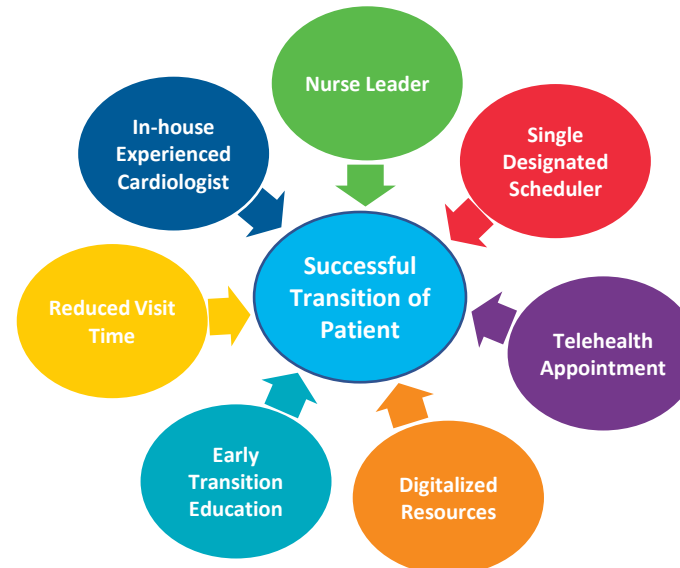 Nurse Leader
Single
Designated
Scheduler
Telehealth
Appointment
Digitalized
Resources
Early
Transition
Education
Reduced Visit
Time
In-house
Experienced
Cardiologist
Successful
Transition of
Patient